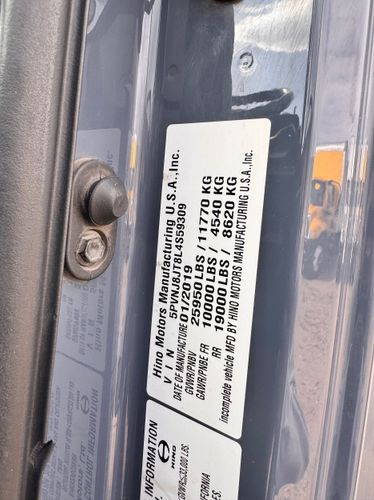 Hino Motors Manufacturing U.S.A.,Inc.
V I N 5PVNJ8JT8L4S59309
DATE OF MANUFACTURE 01/2019
GVWR/PNBV 25950 LBS / 11770 KG
GAWR/PNBE FR 10000 LBS / 4540 KG
RR 19000 LBS / 8620 KG
incomplete vehicle MFD BY HINO MOTORS MANUFACTURING U.S.A.,Inc.
INFORMATION
HINO